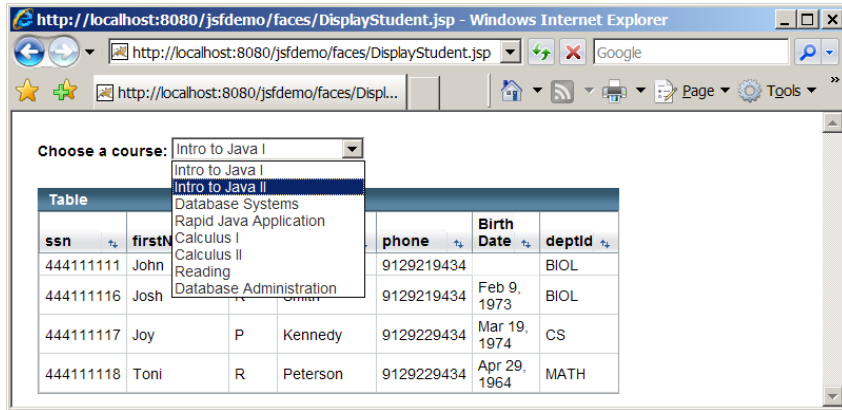 http://localhost:8080/jsfdemo/faces/DisplayStudent.jsp - Windows Internet Explorer
http://localhost:8080/jsfdemo/faces/DisplayStudent.jsp Google
http://localhost:8080/jsfdemo/faces/Displ... Page Tools »
Choose a course: Intro to Java I
Intro to Java I
Intro to Java II
Database Systems
Rapid Java Application
Calculus I
Calculus II
Reading
Database Administration
Table
ssn firstN phone Birth Date deptId
444111111 John 9129219434 BIOL
444111116 Josh R Smith 9129219434 Feb 9, 1973 BIOL
444111117 Joy P Kennedy 9129229434 Mar 19, 1974 CS
444111118 Toni R Peterson 9129229434 Apr 29, 1964 MATH